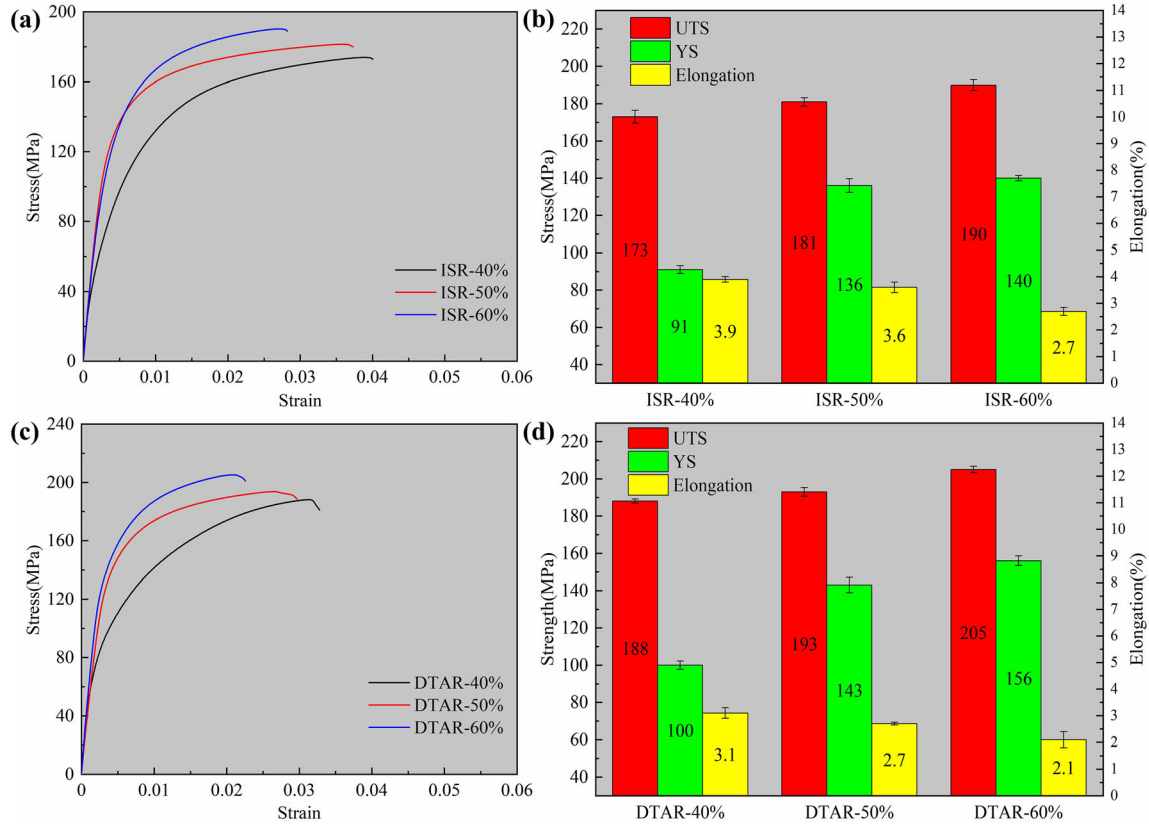 (a)
200
160
120
80
40
0
Stress(MPa)
ISR-40%
ISR-50%
ISR-60%
0 0.01 0.02 0.03 0.04 0.05 0.06
Strain
(b)
220
200
180
160
140
120
100
80
60
40
Stress(MPa)
UTS
YS
Elongation
173 91 3.9
181 136 3.6
190 140 2.7
ISR-40% ISR-50% ISR-60%
14
13
12
11
10
9
8
7
6
5
4
3
2
1
0
Elongation(%)
(c)
240
200
160
120
80
40
0
Stress(MPa)
DTAR-40%
DTAR-50%
DTAR-60%
0 0.01 0.02 0.03 0.04 0.05 0.06
Strain
(d)
220
200
180
160
140
120
100
80
60
40
Strength(MPa)
UTS
YS
Elongation
188 100 3.1
193 143 2.7
205 156 2.1
DTAR-40% DTAR-50% DTAR-60%
14
13
12
11
10
9
8
7
6
5
4
3
2
1
0
Elongation(%)